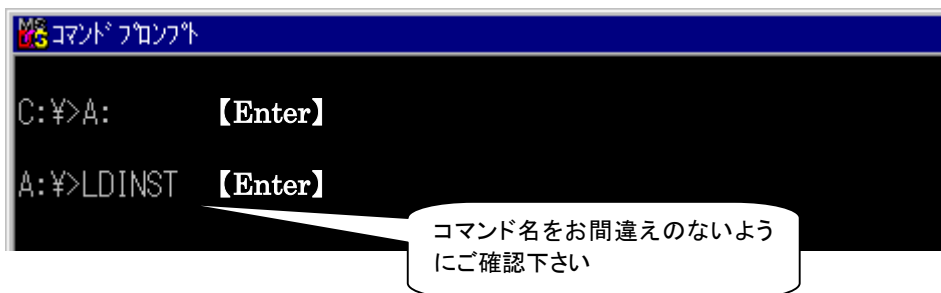 MS
DOS
コマンド プロンプト
C:¥>A: 【Enter】
A:¥>LDINST 【Enter】
コマンド名をお間違えのないよう
にご確認下さい